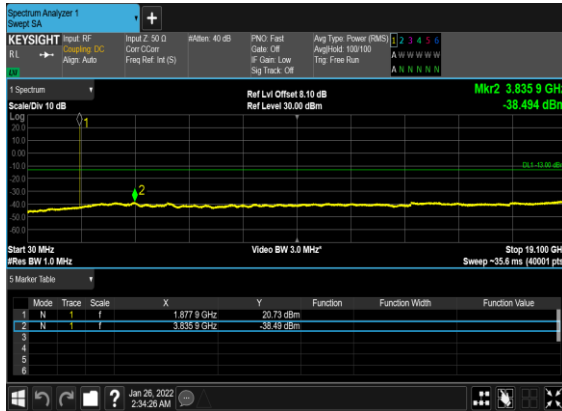 Spectrum Analyzer 1
Swept SA
+
KEYSIGHT
RL
LXI
Input: RF
Coupling: DC
Align: Auto
Input Z: 50 Ω
Corr CCorr
Freq Ref: Int (S)
#Atten: 40 dB
PNO: Fast
Gate: Off
IF Gain: Low
Sig Track: Off
Avg Type: Power (RMS)
Avg|Hold: 100/100
Trig: Free Run
1 2 3 4 5 6
A W W W W W
A N N N N N
1 Spectrum
Scale/Div 10 dB
Ref Lvl Offset 8.10 dB
Ref Level 30.00 dBm
Mkr2 3.835 9 GHz
-38.494 dBm
Log
20.0
10.0
0.00
-10.0
-20.0
-30.0
-40.0
-50.0
-60.0
1
2
DL1 -13.00 dBm
Start 30 MHz
#Res BW 1.0 MHz
Video BW 3.0 MHz*
Stop 19.100 GHz
Sweep ~35.6 ms (40001 pts)
5 Marker Table
Mode Trace Scale X Y Function Function Width Function Value
1 N 1 f 1.877 9 GHz 20.73 dBm
2 N 1 f 3.835 9 GHz -38.49 dBm
3
4
5
6
?
Jan 26, 2022
2:34:26 AM